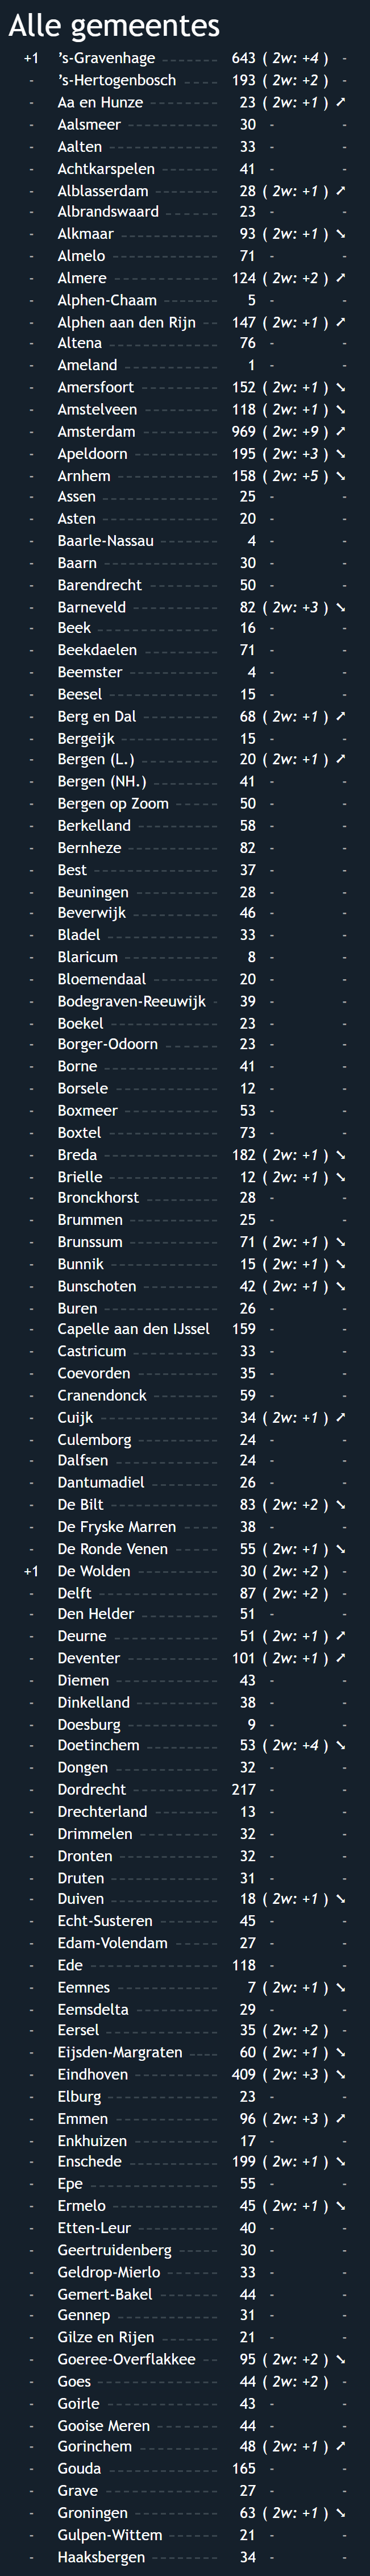 Alle gemeentes
+1 ’s-Gravenhage 643 ( 2w: +4 ) -
- ’s-Hertogenbosch 193 ( 2w: +2 ) -
- Aa en Hunze 23 ( 2w: +1 ) ➚
- Aalsmeer 30 - -
- Aalten 33 - -
- Achtkarspelen 41 - -
- Alblasserdam 28 ( 2w: +1 ) ➚
- Albrandswaard 23 - -
- Alkmaar 93 ( 2w: +1 ) ➘
- Almelo 71 - -
- Almere 124 ( 2w: +2 ) ➚
- Alphen-Chaam 5 - -
- Alphen aan den Rijn 147 ( 2w: +1 ) ➚
- Altena 76 - -
- Ameland 1 - -
- Amersfoort 152 ( 2w: +1 ) ➘
- Amstelveen 118 ( 2w: +1 ) ➘
- Amsterdam 969 ( 2w: +9 ) ➚
- Apeldoorn 195 ( 2w: +3 ) ➘
- Arnhem 158 ( 2w: +5 ) ➘
- Assen 25 - -
- Asten 20 - -
- Baarle-Nassau 4 - -
- Baarn 30 - -
- Barendrecht 50 - -
- Barneveld 82 ( 2w: +3 ) ➘
- Beek 16 - -
- Beekdaelen 71 - -
- Beemster 4 - -
- Beesel 15 - -
- Berg en Dal 68 ( 2w: +1 ) ➚
- Bergeijk 15 - -
- Bergen (L.) 20 ( 2w: +1 ) ➚
- Bergen (NH.) 41 - -
- Bergen op Zoom 50 - -
- Berkelland 58 - -
- Bernheze 82 - -
- Best 37 - -
- Beuningen 28 - -
- Beverwijk 46 - -
- Bladel 33 - -
- Blaricum 8 - -
- Bloemendaal 20 - -
- Bodegraven-Reeuwijk 39 - -
- Boekel 23 - -
- Borger-Odoorn 23 - -
- Borne 41 - -
- Borsele 12 - -
- Boxmeer 53 - -
- Boxtel 73 - -
- Breda 182 ( 2w: +1 ) ➘
- Brielle 12 ( 2w: +1 ) ➘
- Bronckhorst 28 - -
- Brummen 25 - -
- Brunssum 71 ( 2w: +1 ) ➘
- Bunnik 15 ( 2w: +1 ) ➘
- Bunschoten 42 ( 2w: +1 ) ➘
- Buren 26 - -
- Capelle aan den IJssel 159 - -
- Castricum 33 - -
- Coevorden 35 - -
- Cranendonck 59 - -
- Cuijk 34 ( 2w: +1 ) ➚
- Culemborg 24 - -
- Dalfsen 24 - -
- Dantumadiel 26 - -
- De Bilt 83 ( 2w: +2 ) ➘
- De Fryske Marren 38 - -
- De Ronde Venen 55 ( 2w: +1 ) ➘
+1 De Wolden 30 ( 2w: +2 ) -
- Delft 87 ( 2w: +2 ) -
- Den Helder 51 - -
- Deurne 51 ( 2w: +1 ) ➚
- Deventer 101 ( 2w: +1 ) ➚
- Diemen 43 - -
- Dinkelland 38 - -
- Doesburg 9 - -
- Doetinchem 53 ( 2w: +4 ) ➘
- Dongen 32 - -
- Dordrecht 217 - -
- Drechterland 13 - -
- Drimmelen 32 - -
- Dronten 32 - -
- Druten 31 - -
- Duiven 18 ( 2w: +1 ) ➘
- Echt-Susteren 45 - -
- Edam-Volendam 27 - -
- Ede 118 - -
- Eemnes 7 ( 2w: +1 ) ➘
- Eemsdelta 29 - -
- Eersel 35 ( 2w: +2 ) -
- Eijsden-Margraten 60 ( 2w: +1 ) ➘
- Eindhoven 409 ( 2w: +3 ) ➘
- Elburg 23 - -
- Emmen 96 ( 2w: +3 ) ➚
- Enkhuizen 17 - -
- Enschede 199 ( 2w: +1 ) ➘
- Epe 55 - -
- Ermelo 45 ( 2w: +1 ) ➘
- Etten-Leur 40 - -
- Geertruidenberg 30 - -
- Geldrop-Mierlo 33 - -
- Gemert-Bakel 44 - -
- Gennep 31 - -
- Gilze en Rijen 21 - -
- Goeree-Overflakkee 95 ( 2w: +2 ) ➘
- Goes 44 ( 2w: +2 ) -
- Goirle 43 - -
- Gooise Meren 44 - -
- Gorinchem 48 ( 2w: +1 ) ➚
- Gouda 165 - -
- Grave 27 - -
- Groningen 63 ( 2w: +1 ) ➘
- Gulpen-Wittem 21 - -
- Haaksbergen 34 - -